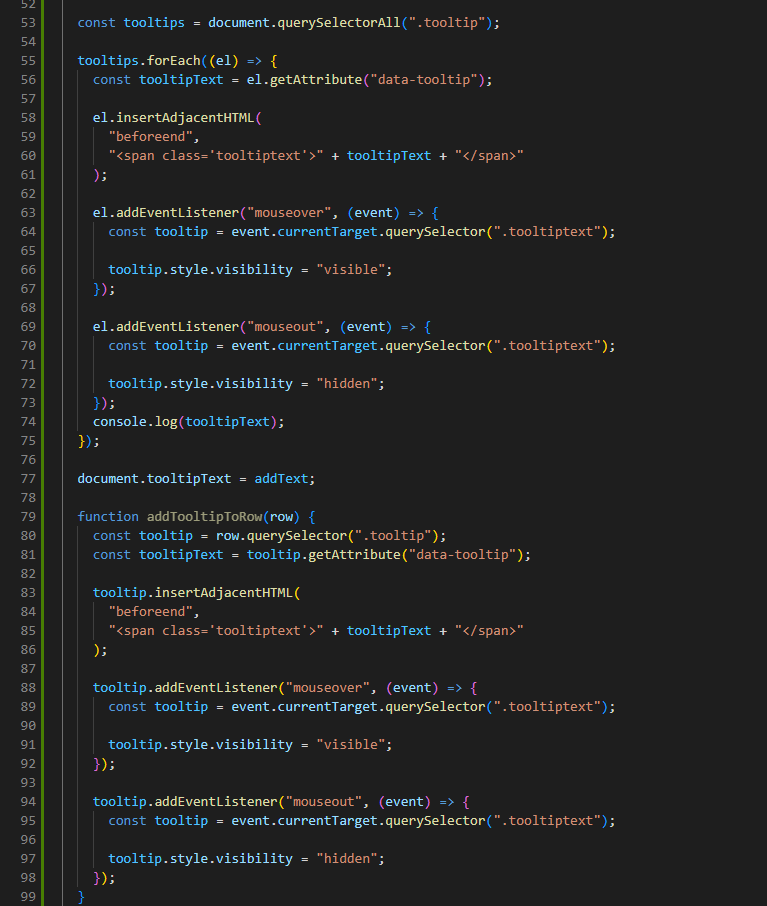 52
53 const tooltips = document.querySelectorAll(".tooltip");
54
55 tooltips.forEach((el) => {
56 const tooltipText = el.getAttribute("data-tooltip");
57
58 el.insertAdjacentHTML(
59 "beforeend",
60 "<span class='tooltiptext'>" + tooltipText + "</span>"
61 );
62
63 el.addEventListener("mouseover", (event) => {
64 const tooltip = event.currentTarget.querySelector(".tooltiptext");
65
66 tooltip.style.visibility = "visible";
67 });
68
69 el.addEventListener("mouseout", (event) => {
70 const tooltip = event.currentTarget.querySelector(".tooltiptext");
71
72 tooltip.style.visibility = "hidden";
73 });
74 console.log(tooltipText);
75 });
76
77 document.tooltipText = addText;
78
79 function addTooltipToRow(row) {
80 const tooltip = row.querySelector(".tooltip");
81 const tooltipText = tooltip.getAttribute("data-tooltip");
82
83 tooltip.insertAdjacentHTML(
84 "beforeend",
85 "<span class='tooltiptext'>" + tooltipText + "</span>"
86 );
87
88 tooltip.addEventListener("mouseover", (event) => {
89 const tooltip = event.currentTarget.querySelector(".tooltiptext");
90
91 tooltip.style.visibility = "visible";
92 });
93
94 tooltip.addEventListener("mouseout", (event) => {
95 const tooltip = event.currentTarget.querySelector(".tooltiptext");
96
97 tooltip.style.visibility = "hidden";
98 });
99 }